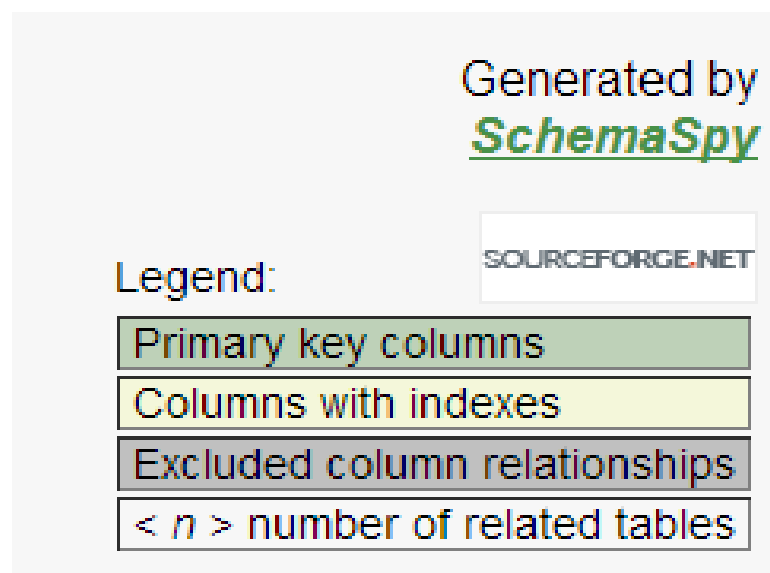 Generated by
SchemaSpy
SOURCEFORGE.NET
Legend:
Primary key columns
Columns with indexes
Excluded column relationships
< n > number of related tables